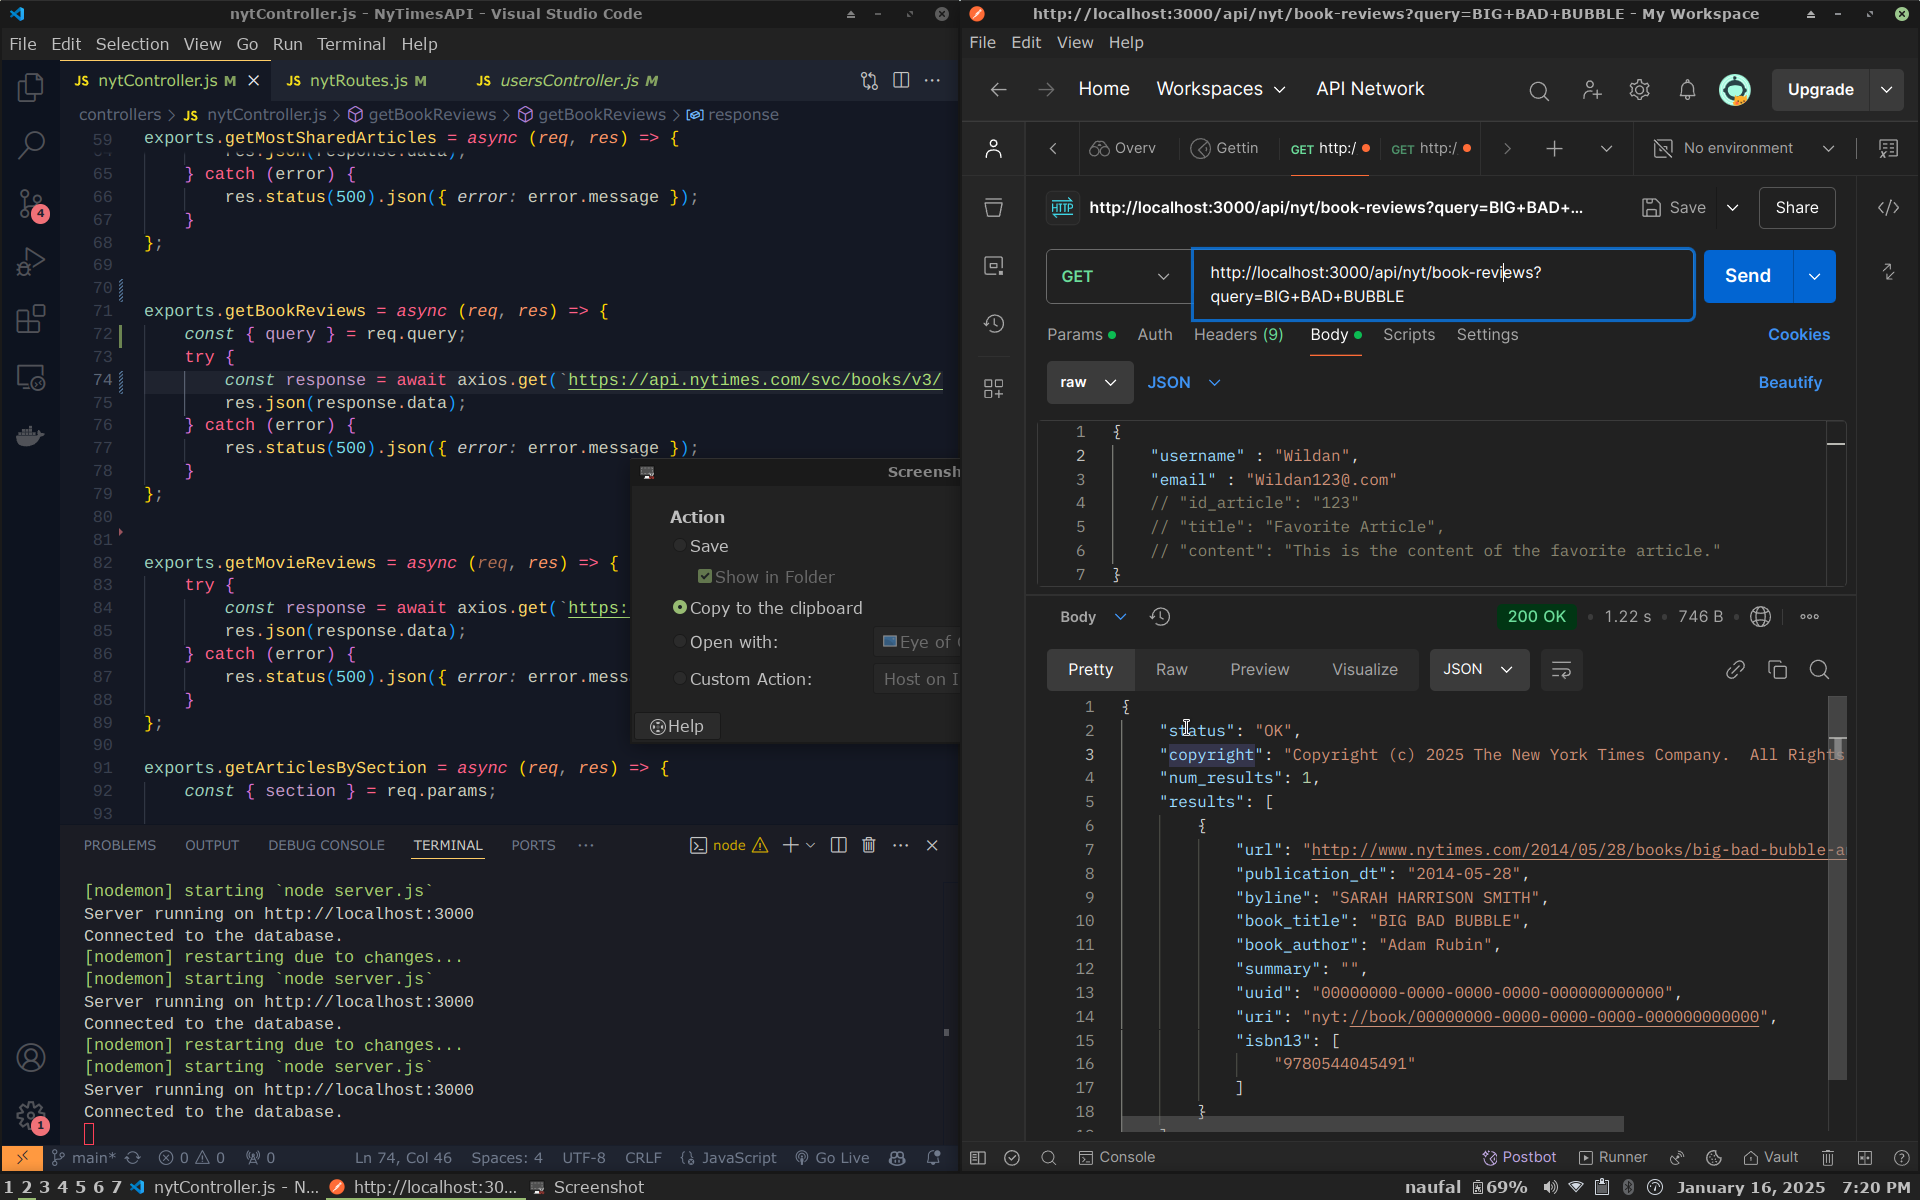 nytController.js - NyTimesAPI - Visual Studio Code
File Edit Selection View Go Run Terminal Help
JS nytController.js M
JS nytRoutes.js M
JS usersController.js M
controllers > JS nytController.js > getBookReviews > getBookReviews > response
59 exports.getMostSharedArticles = async (req, res) => {
64 res.json(response.data);
65 } catch (error) {
66 res.status(500).json({ error: error.message });
67 }
68 };
69
70
71 exports.getBookReviews = async (req, res) => {
72 const { query } = req.query;
73 try {
74 const response = await axios.get(`https://api.nytimes.com/svc/books/v3/
75 res.json(response.data);
76 } catch (error) {
77 res.status(500).json({ error: error.message });
78 }
79 };
80
81
82 exports.getMovieReviews = async (req, res) => {
83 try {
84 const response = await axios.get(`https:
85 res.json(response.data);
86 } catch (error) {
87 res.status(500).json({ error: error.mess
88 }
89 };
90
91 exports.getArticlesBySection = async (req, res) => {
92 const { section } = req.params;
93
Screensh
Action
Save
Show in Folder
Copy to the clipboard
Open with: Eye of
Custom Action: Host on I
Help
PROBLEMS OUTPUT DEBUG CONSOLE TERMINAL PORTS ... node
[nodemon] starting `node server.js`
Server running on http://localhost:3000
Connected to the database.
[nodemon] restarting due to changes...
[nodemon] starting `node server.js`
Server running on http://localhost:3000
Connected to the database.
[nodemon] restarting due to changes...
[nodemon] starting `node server.js`
Server running on http://localhost:3000
Connected to the database.
4
1
main* 0 0 0 Ln 74, Col 46 Spaces: 4 UTF-8 CRLF {} JavaScript Go Live
http://localhost:3000/api/nyt/book-reviews?query=BIG+BAD+BUBBLE - My Workspace
File Edit View Help
Home Workspaces API Network Upgrade
Overv Gettin GET http:/ GET http:/ No environment
HTTP http://localhost:3000/api/nyt/book-reviews?query=BIG+BAD+... Save Share
GET
http://localhost:3000/api/nyt/book-reviews?
query=BIG+BAD+BUBBLE
Send
Params Auth Headers (9) Body Scripts Settings Cookies
raw JSON Beautify
1 {
2 "username" : "Wildan",
3 "email" : "Wildan123@.com"
4 // "id_article": "123"
5 // "title": "Favorite Article",
6 // "content": "This is the content of the favorite article."
7 }
Body 200 OK 1.22 s 746 B
Pretty Raw Preview Visualize JSON
1 {
2 "status": "OK",
3 "copyright": "Copyright (c) 2025 The New York Times Company.  All Rights
4 "num_results": 1,
5 "results": [
6 {
7 "url": "http://www.nytimes.com/2014/05/28/books/big-bad-bubble-a
8 "publication_dt": "2014-05-28",
9 "byline": "SARAH HARRISON SMITH",
10 "book_title": "BIG BAD BUBBLE",
11 "book_author": "Adam Rubin",
12 "summary": "",
13 "uuid": "00000000-0000-0000-0000-000000000000",
14 "uri": "nyt://book/00000000-0000-0000-0000-000000000000",
15 "isbn13": [
16 "9780544045491"
17 ]
18 }
Console Postbot Runner Vault
1 2 3 4 5 6 7 nytController.js - N... http://localhost:30... Screenshot naufal 69% January 16, 2025 7:20 PM